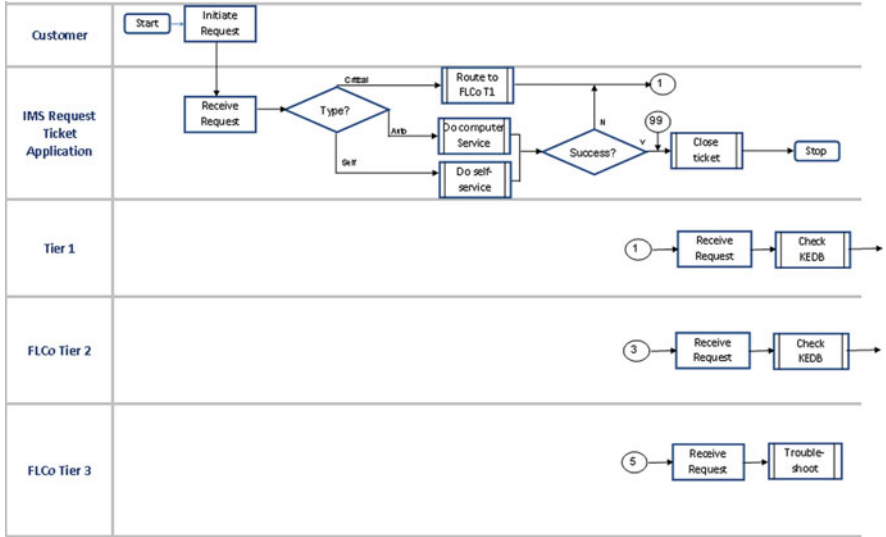 Customer
Start
Initiate
Request
IMS Request
Ticket
Application
Receive
Request
Type?
Critical
Auto
Self
Route to
FLCo T1
Do computer
Service
Do self-
service
Success?
N
Y
1
99
Close
ticket
Stop
Tier 1
1
Receive
Request
Check
KEDB
FLCo Tier 2
3
Receive
Request
Check
KEDB
FLCo Tier 3
5
Receive
Request
Trouble-
shoot